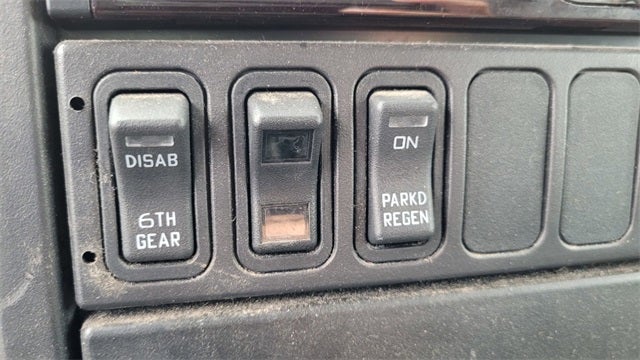 DISAB
6TH
GEAR
ON
PARKD
REGEN